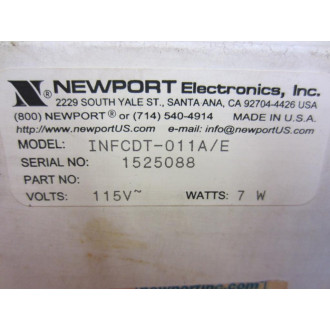 N ® NEWPORT Electronics, Inc.
2229 SOUTH YALE ST., SANTA ANA, CA 92704-4426 USA
(800) NEWPORT® or (714) 540-4914 MADE IN U.S.A.
http://www.newportUS.com e-mail: info@newportUS.com
MODEL: INFCDT-011A/E
SERIAL NO: 1525088
PART NO:
VOLTS: 115V~ WATTS: 7 W